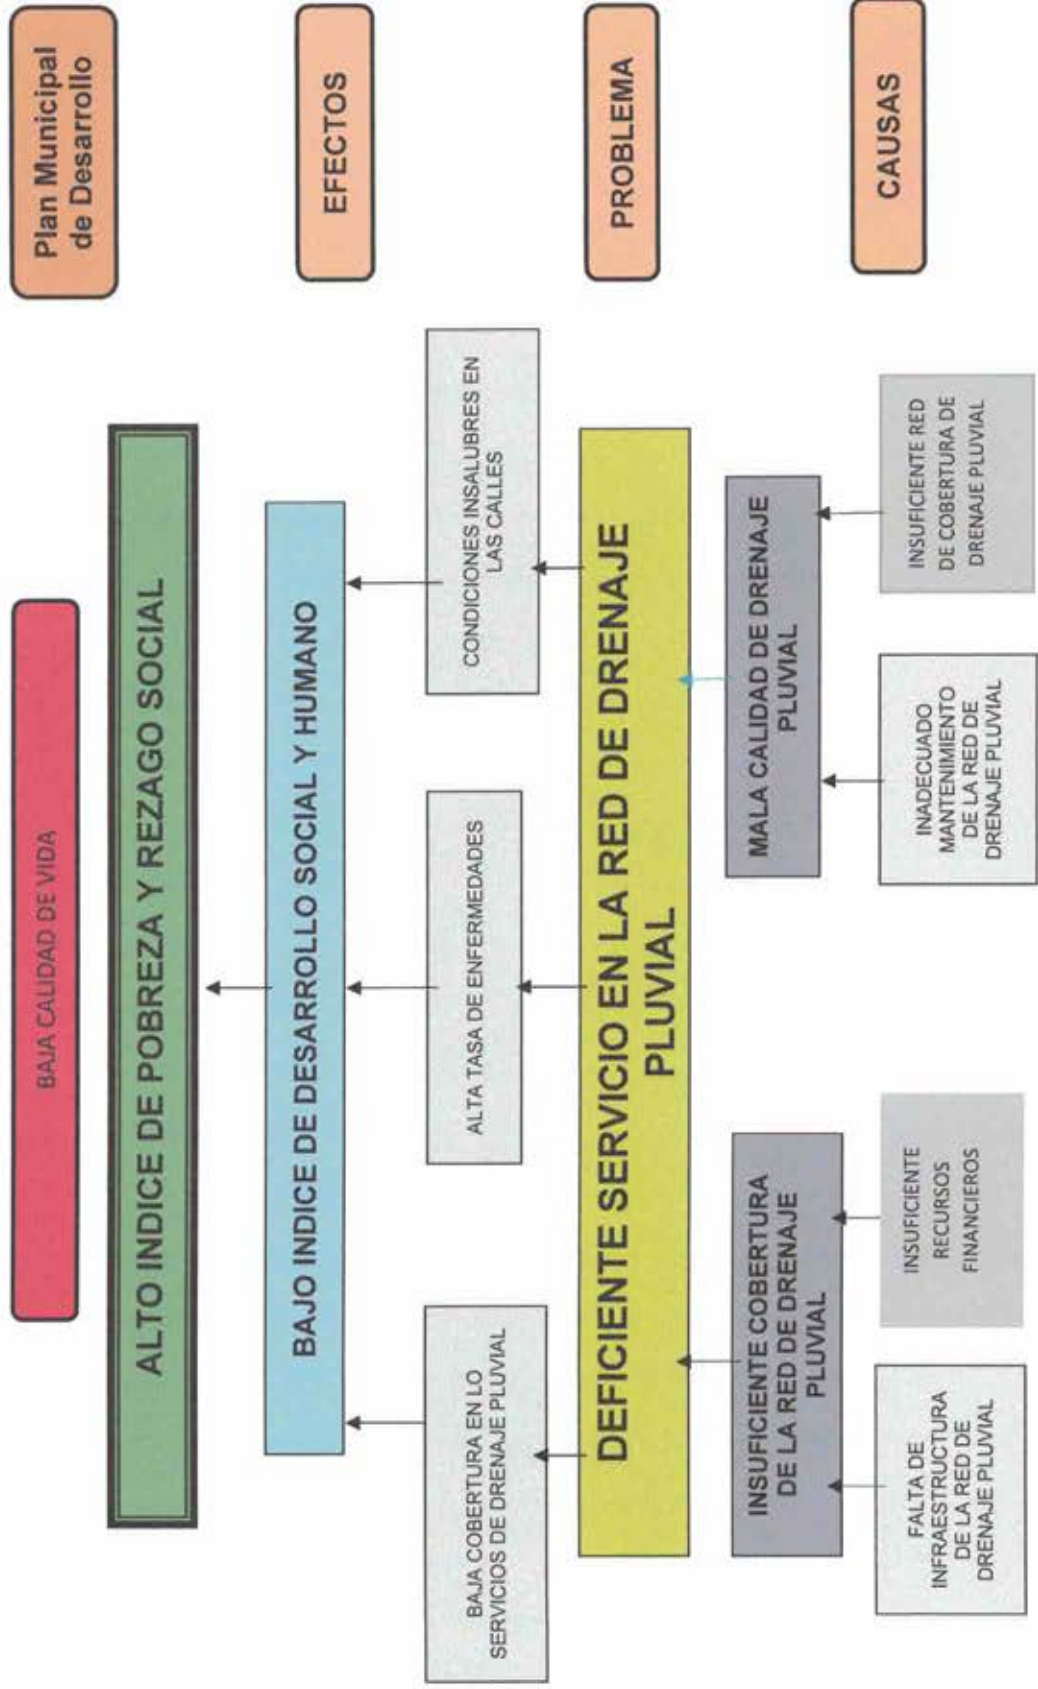 BAJA CALIDAD DE VIDA
Plan Municipal
de Desarrollo
ALTO INDICE DE POBREZA Y REZAGO SOCIAL
BAJO INDICE DE DESARROLLO SOCIAL Y HUMANO
EFECTOS
BAJA COBERTURA EN LO
SERVICIOS DE DRENAJE PLUVIAL
ALTA TASA DE ENFERMEDADES
CONDICIONES INSALUBRES EN
LAS CALLES
DEFICIENTE SERVICIO EN LA RED DE DRENAJE
PLUVIAL
PROBLEMA
INSUFICIENTE COBERTURA
DE LA RED DE DRENAJE
PLUVIAL
MALA CALIDAD DE DRENAJE
PLUVIAL
CAUSAS
FALTA DE
INFRAESTRUCTURA
DE LA RED DE
DRENAJE PLUVIAL
INSUFICIENTE
RECURSOS
FINANCIEROS
INADECUADO
MANTENIMIENTO
DE LA RED DE
DRENAJE PLUVIAL
INSUFICIENTE RED
DE COBERTURA DE
DRENAJE PLUVIAL